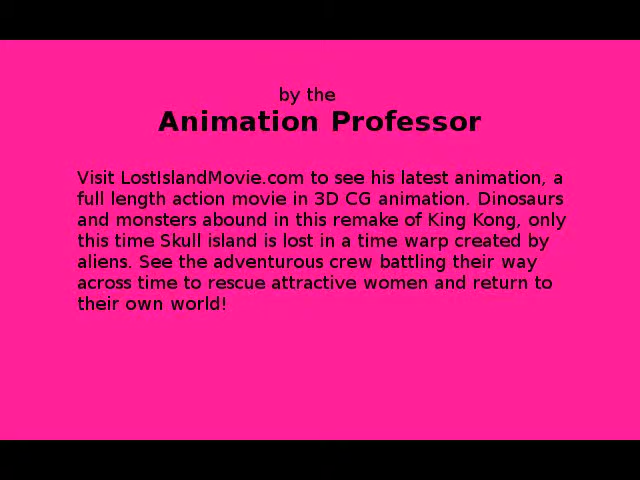 by the
Animation Professor
Visit LostIslandMovie.com to see his latest animation, a
full length action movie in 3D CG animation. Dinosaurs
and monsters abound in this remake of King Kong, only
this time Skull island is lost in a time warp created by
aliens. See the adventurous crew battling their way
across time to rescue attractive women and return to
their own world!